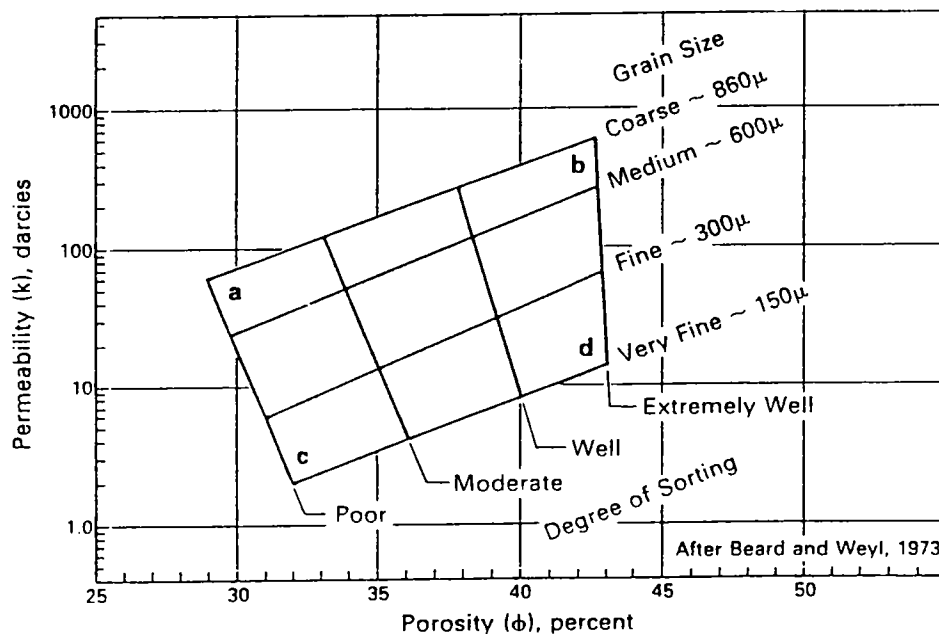 Grain Size
Coarse ~ 860μ
Medium ~ 600μ
Fine ~ 300μ
Very Fine ~ 150μ
1000
100
10
1.0
Permeability (k), darcies
a
b
c
d
Extremely Well
Well
Moderate
Poor
Degree of Sorting
After Beard and Weyl, 1973
25
30
35
40
45
50
55
Porosity (ϕ), percent